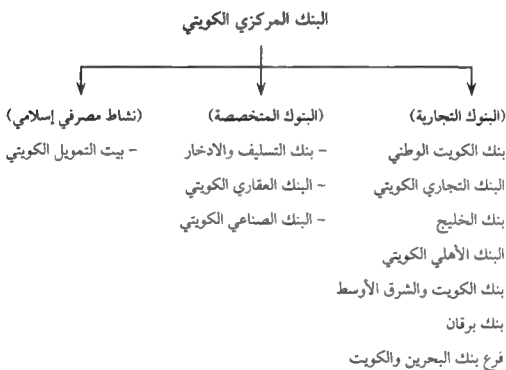 البنك المركزي الكويتي
(البنوك التجارية)
بنك الكويت الوطني
البنك التجاري الكويتي
بنك الخليج
البنك الأهلي الكويتي
بنك الكويت والشرق الأوسط
بنك برقان
فرع بنك البحرين والكويت
(البنوك المتخصصة)
– بنك التسليف والادخار
– البنك العقاري الكويتي
– البنك الصناعي الكويتي
(نشاط مصرفي إسلامي)
– بيت التمويل الكويتي